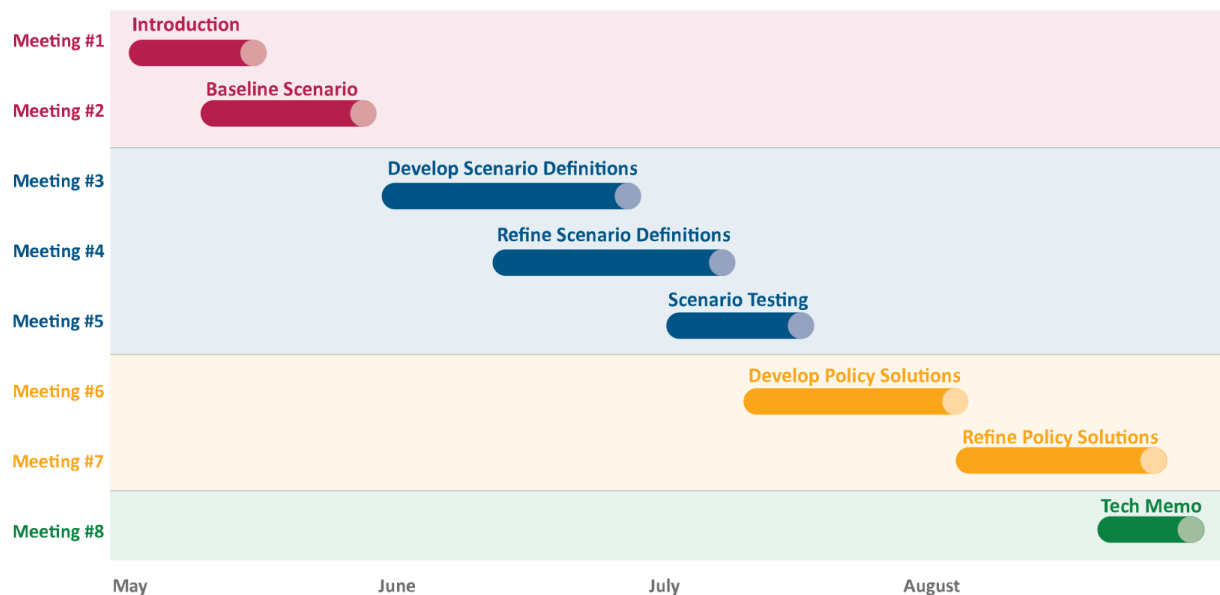 Introduction
Meeting #1
Baseline Scenario
Meeting #2
Develop Scenario Definitions
Meeting #3
Refine Scenario Definitions
Meeting #4
Scenario Testing
Meeting #5
Develop Policy Solutions
Meeting #6
Refine Policy Solutions
Meeting #7
Tech Memo
Meeting #8
May June July August